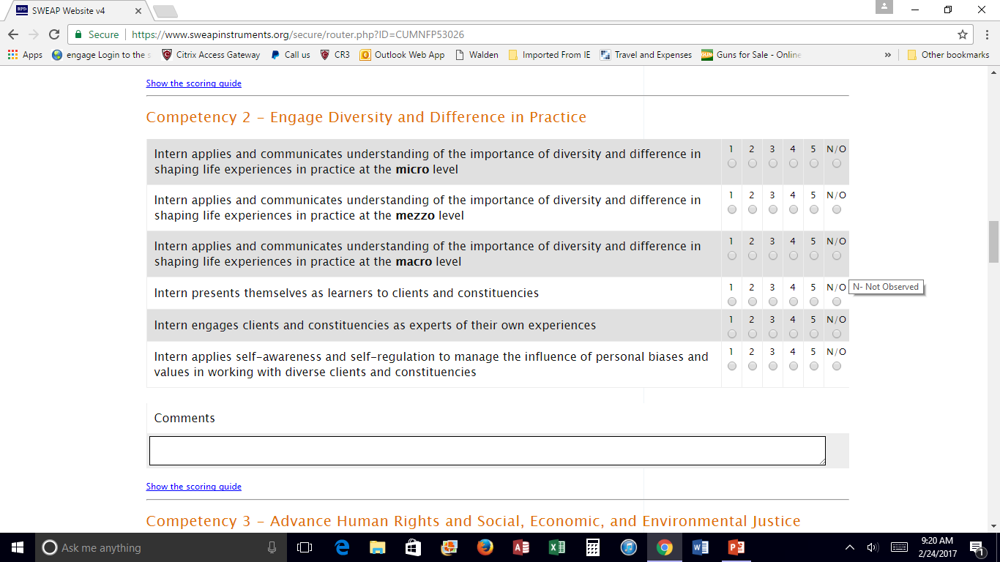 SWEAP Website v4
Secure https://www.sweapinstruments.org/secure/router.php?ID=CUMNFP53026
Apps engage Login to the s Citrix Access Gateway Call us CR3 Outlook Web App Walden Imported From IE Travel and Expenses GUN Guns for Sale - Online » Other bookmarks
Show the scoring guide
Competency 2 - Engage Diversity and Difference in Practice
Intern applies and communicates understanding of the importance of diversity and difference in 1 2 3 4 5 N/O
shaping life experiences in practice at the micro level
Intern applies and communicates understanding of the importance of diversity and difference in 1 2 3 4 5 N/O
shaping life experiences in practice at the mezzo level
Intern applies and communicates understanding of the importance of diversity and difference in 1 2 3 4 5 N/O
shaping life experiences in practice at the macro level
Intern presents themselves as learners to clients and constituencies 1 2 3 4 5 N/O N- Not Observed
Intern engages clients and constituencies as experts of their own experiences 1 2 3 4 5 N/O
Intern applies self-awareness and self-regulation to manage the influence of personal biases and 1 2 3 4 5 N/O
values in working with diverse clients and constituencies
Comments
Show the scoring guide
Competency 3 - Advance Human Rights and Social, Economic, and Environmental Justice
Ask me anything 9:20 AM
2/24/2017 1